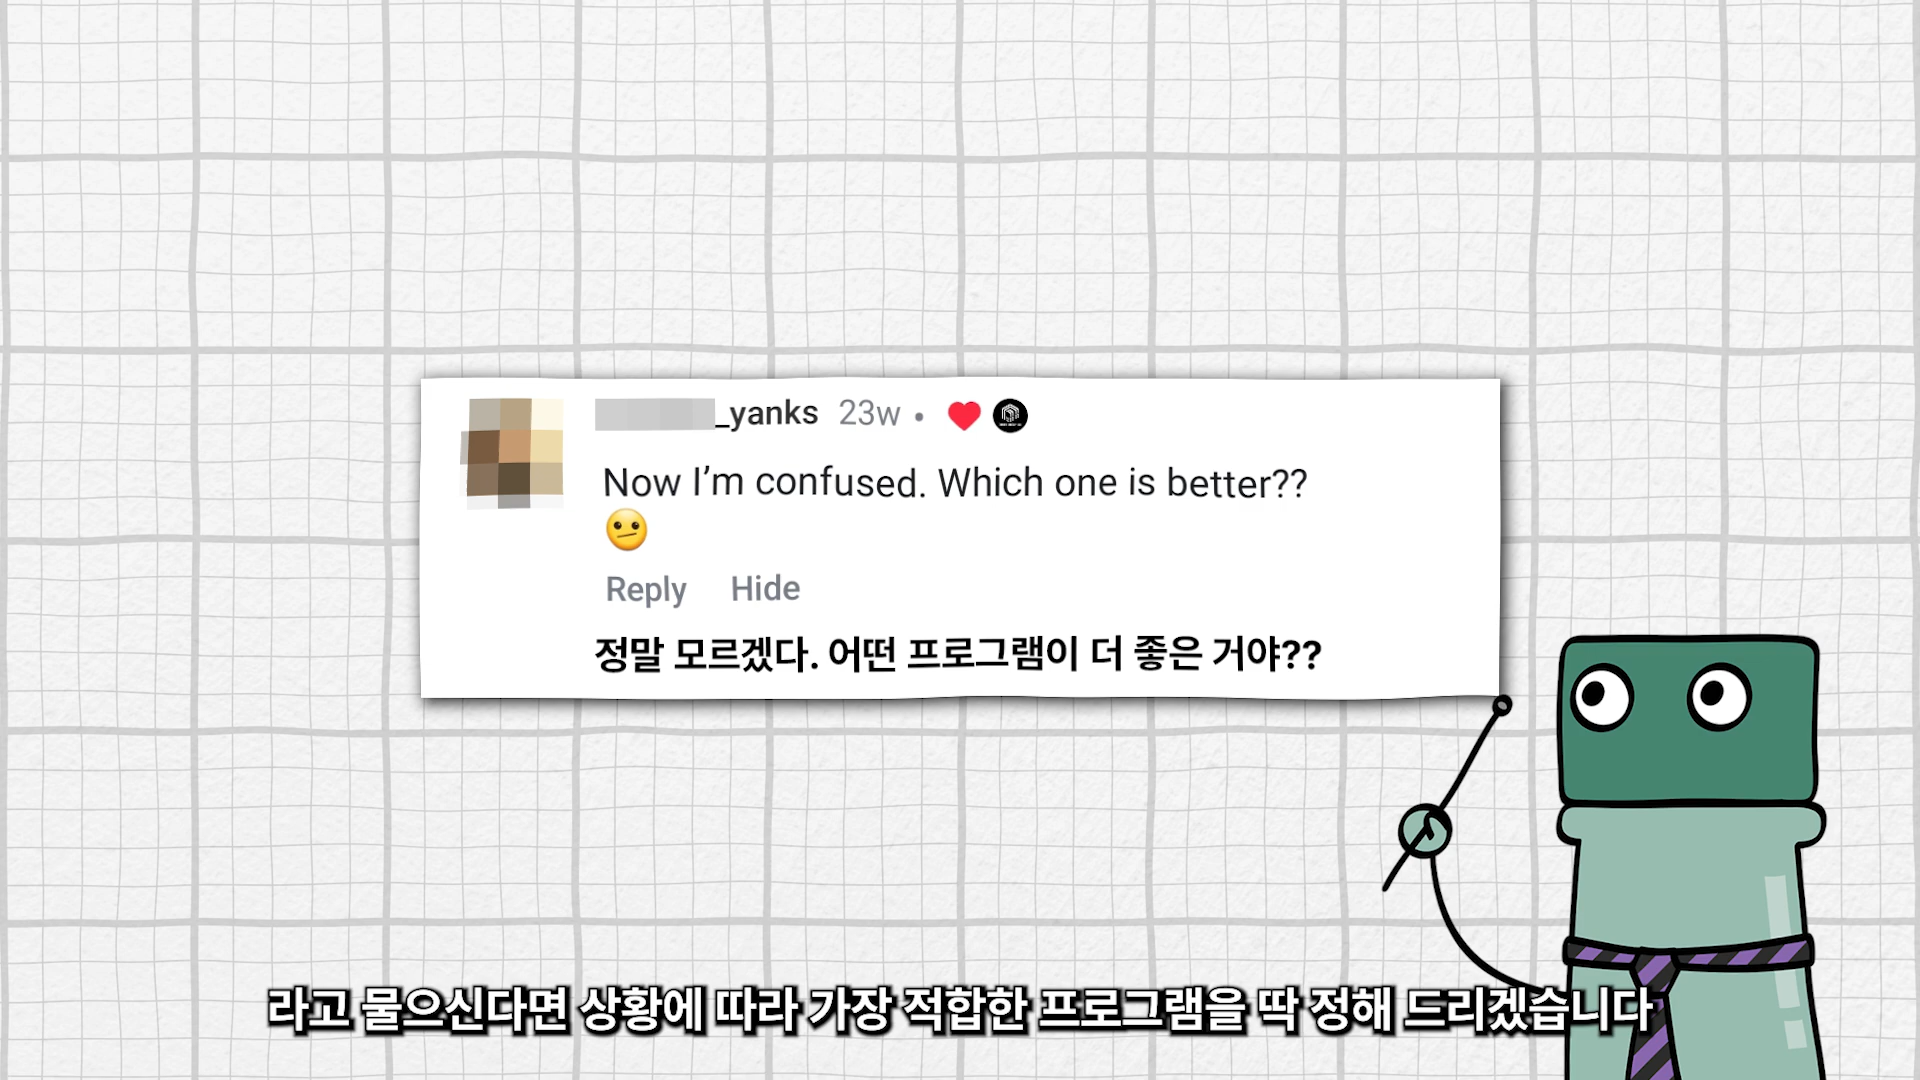 _yanks 23w •
Now I'm confused. Which one is better??
Reply Hide
정말 모르겠다. 어떤 프로그램이 더 좋은 거야??
라고 물으신다면 상황에 따라 가장 적합한 프로그램을 딱 정해 드리겠습니다